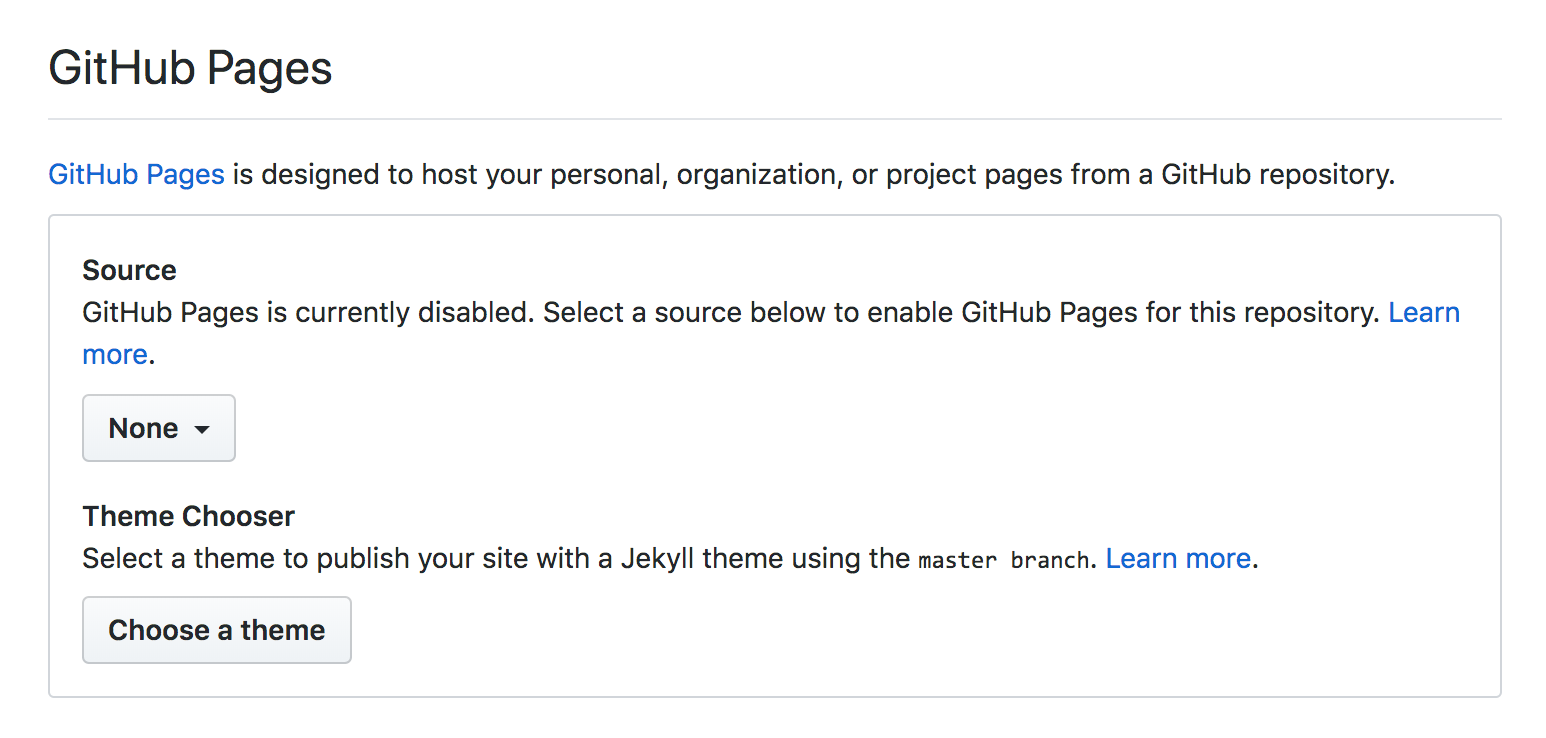 GitHub Pages
GitHub Pages is designed to host your personal, organization, or project pages from a GitHub repository.
Source
GitHub Pages is currently disabled. Select a source below to enable GitHub Pages for this repository. Learn
more.
None
Theme Chooser
Select a theme to publish your site with a Jekyll theme using the master branch. Learn more.
Choose a theme